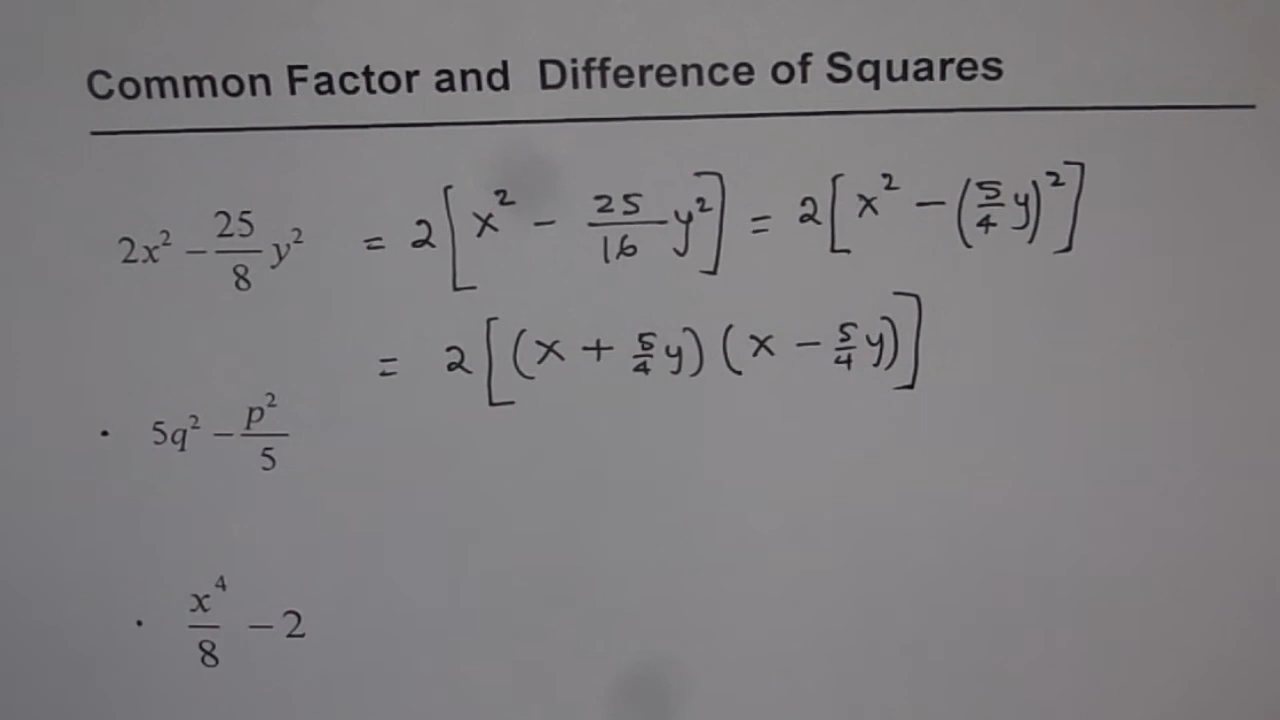 Common Factor and Difference of Squares
2x² − 25/8 y² = 2[x² − 25/16 y²] = 2[x² − (5/4 y)²]
= 2[(x + 5/4 y)(x − 5/4 y)]
· 5q² − p²/5
· x⁴/8 − 2